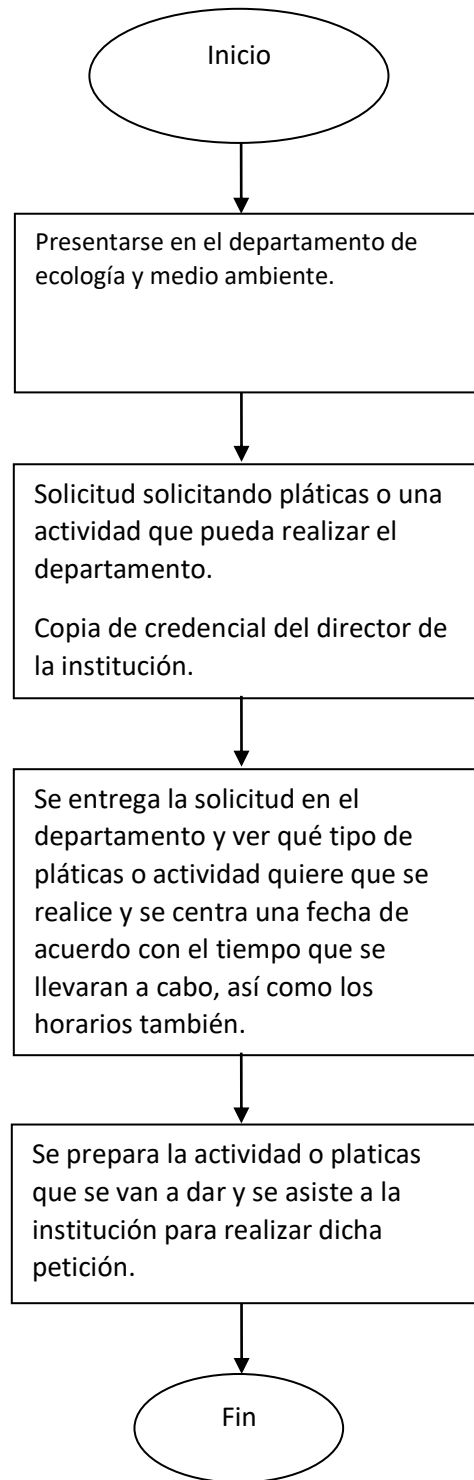 Inicio
Presentarse en el departamento de
ecología y medio ambiente.
Solicitud solicitando pláticas o una
actividad que pueda realizar el
departamento.
Copia de credencial del director de
la institución.
Se entrega la solicitud en el
departamento y ver qué tipo de
pláticas o actividad quiere que se
realice y se centra una fecha de
acuerdo con el tiempo que se
llevaran a cabo, así como los
horarios también.
Se prepara la actividad o platicas
que se van a dar y se asiste a la
institución para realizar dicha
petición.
Fin